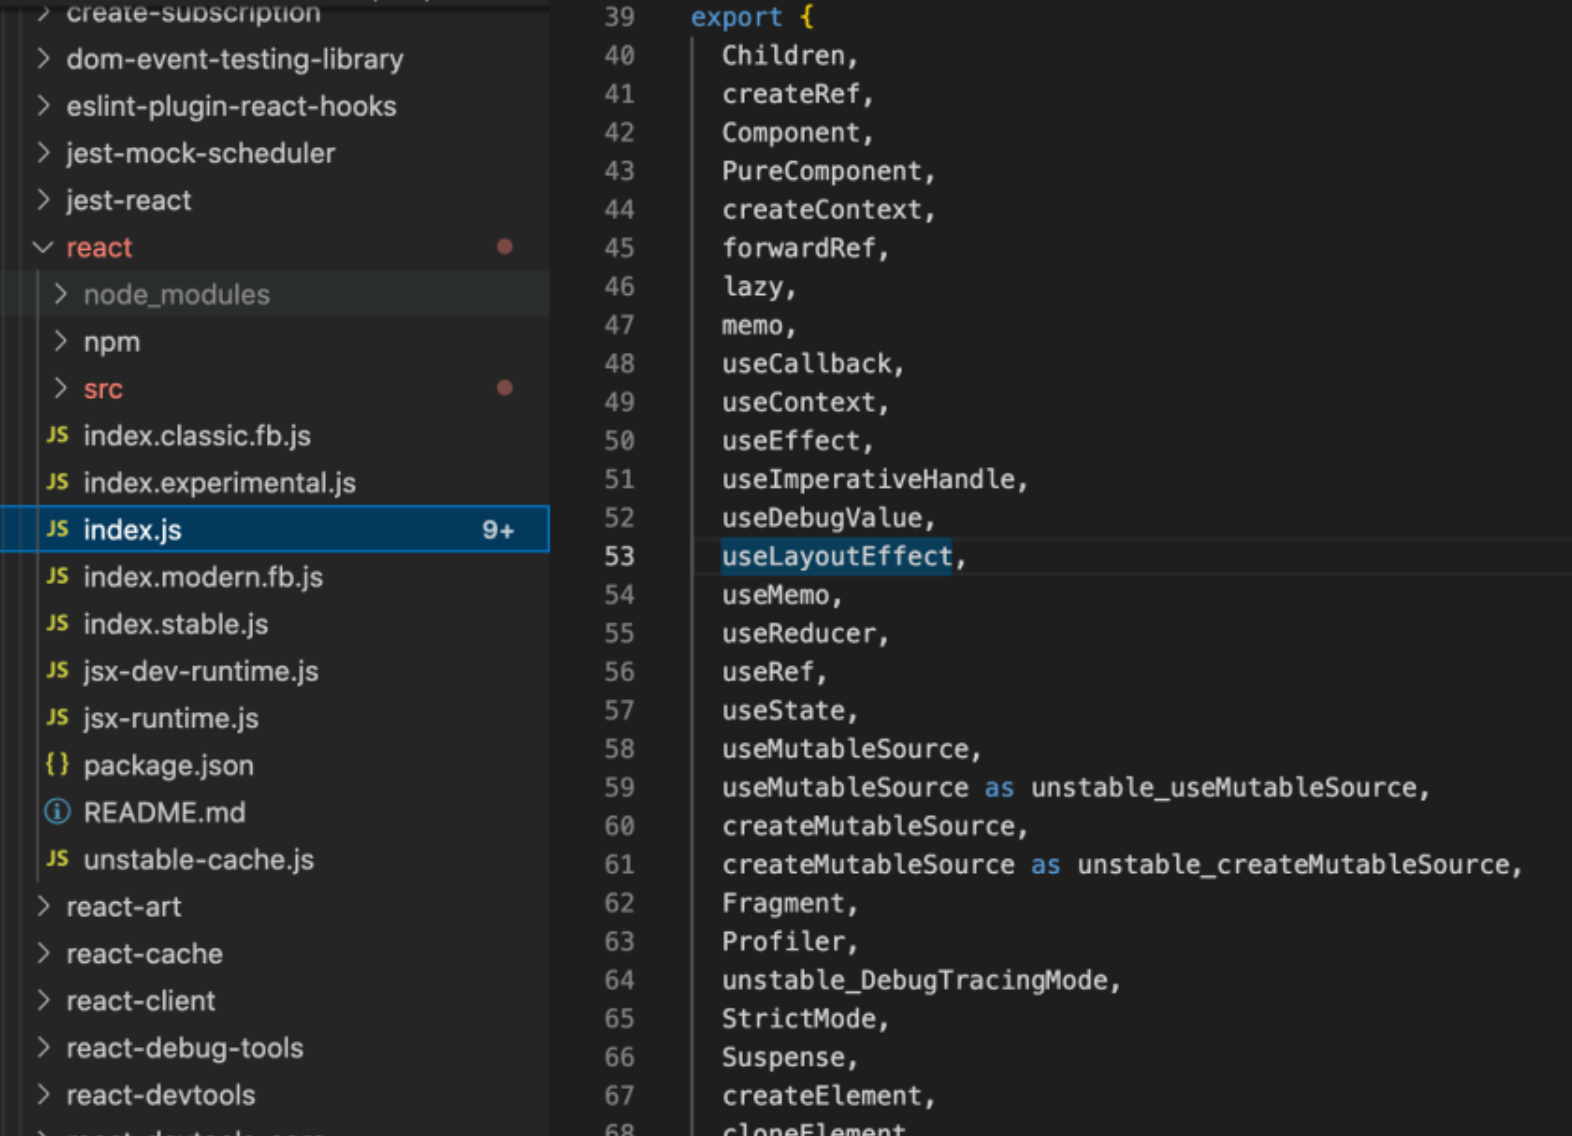 create-subscription
dom-event-testing-library
eslint-plugin-react-hooks
jest-mock-scheduler
jest-react
react
node_modules
npm
src
JS index.classic.fb.js
JS index.experimental.js
JS index.js 9+
JS index.modern.fb.js
JS index.stable.js
JS jsx-dev-runtime.js
JS jsx-runtime.js
{} package.json
README.md
JS unstable-cache.js
react-art
react-cache
react-client
react-debug-tools
react-devtools
39 export {
40 Children,
41 createRef,
42 Component,
43 PureComponent,
44 createContext,
45 forwardRef,
46 lazy,
47 memo,
48 useCallback,
49 useContext,
50 useEffect,
51 useImperativeHandle,
52 useDebugValue,
53 useLayoutEffect,
54 useMemo,
55 useReducer,
56 useRef,
57 useState,
58 useMutableSource,
59 useMutableSource as unstable_useMutableSource,
60 createMutableSource,
61 createMutableSource as unstable_createMutableSource,
62 Fragment,
63 Profiler,
64 unstable_DebugTracingMode,
65 StrictMode,
66 Suspense,
67 createElement,
68 cloneElement